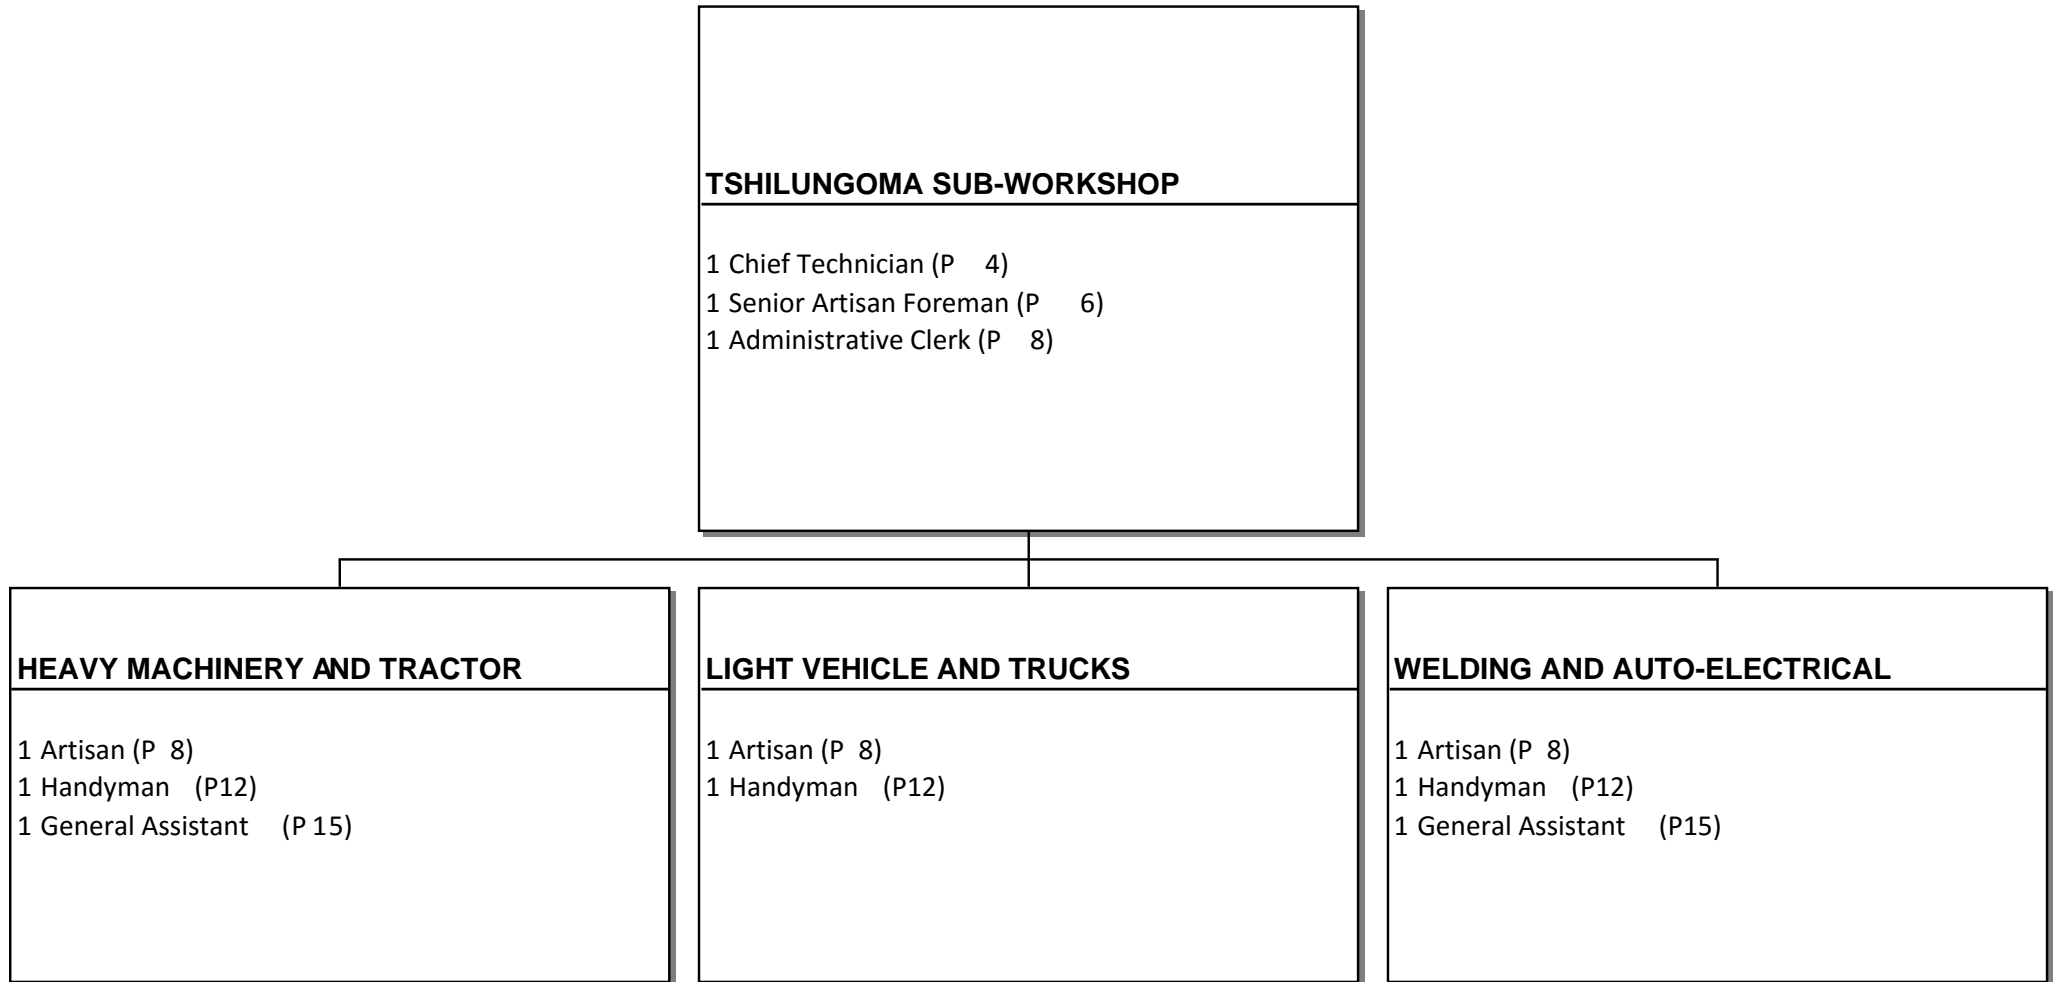 TSHILUNGOMA SUB-WORKSHOP
1 Chief Technician (P 4)
1 Senior Artisan Foreman (P 6)
1 Administrative Clerk (P 8)
HEAVY MACHINERY AND TRACTOR
1 Artisan (P 8)
1 Handyman (P12)
1 General Assistant (P 15)
LIGHT VEHICLE AND TRUCKS
1 Artisan (P 8)
1 Handyman (P12)
WELDING AND AUTO-ELECTRICAL
1 Artisan (P 8)
1 Handyman (P12)
1 General Assistant (P15)